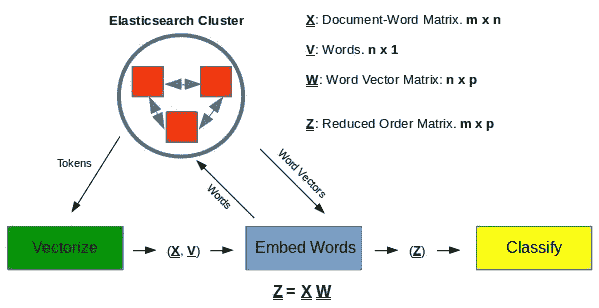 Elasticsearch Cluster
X: Document-Word Matrix. m x n
V: Words. n x 1
W: Word Vector Matrix: n x p
Z: Reduced Order Matrix. m x p
Tokens
Words
Word Vectors
Vectorize
(X, V)
Embed Words
(Z)
Classify
Z = X W